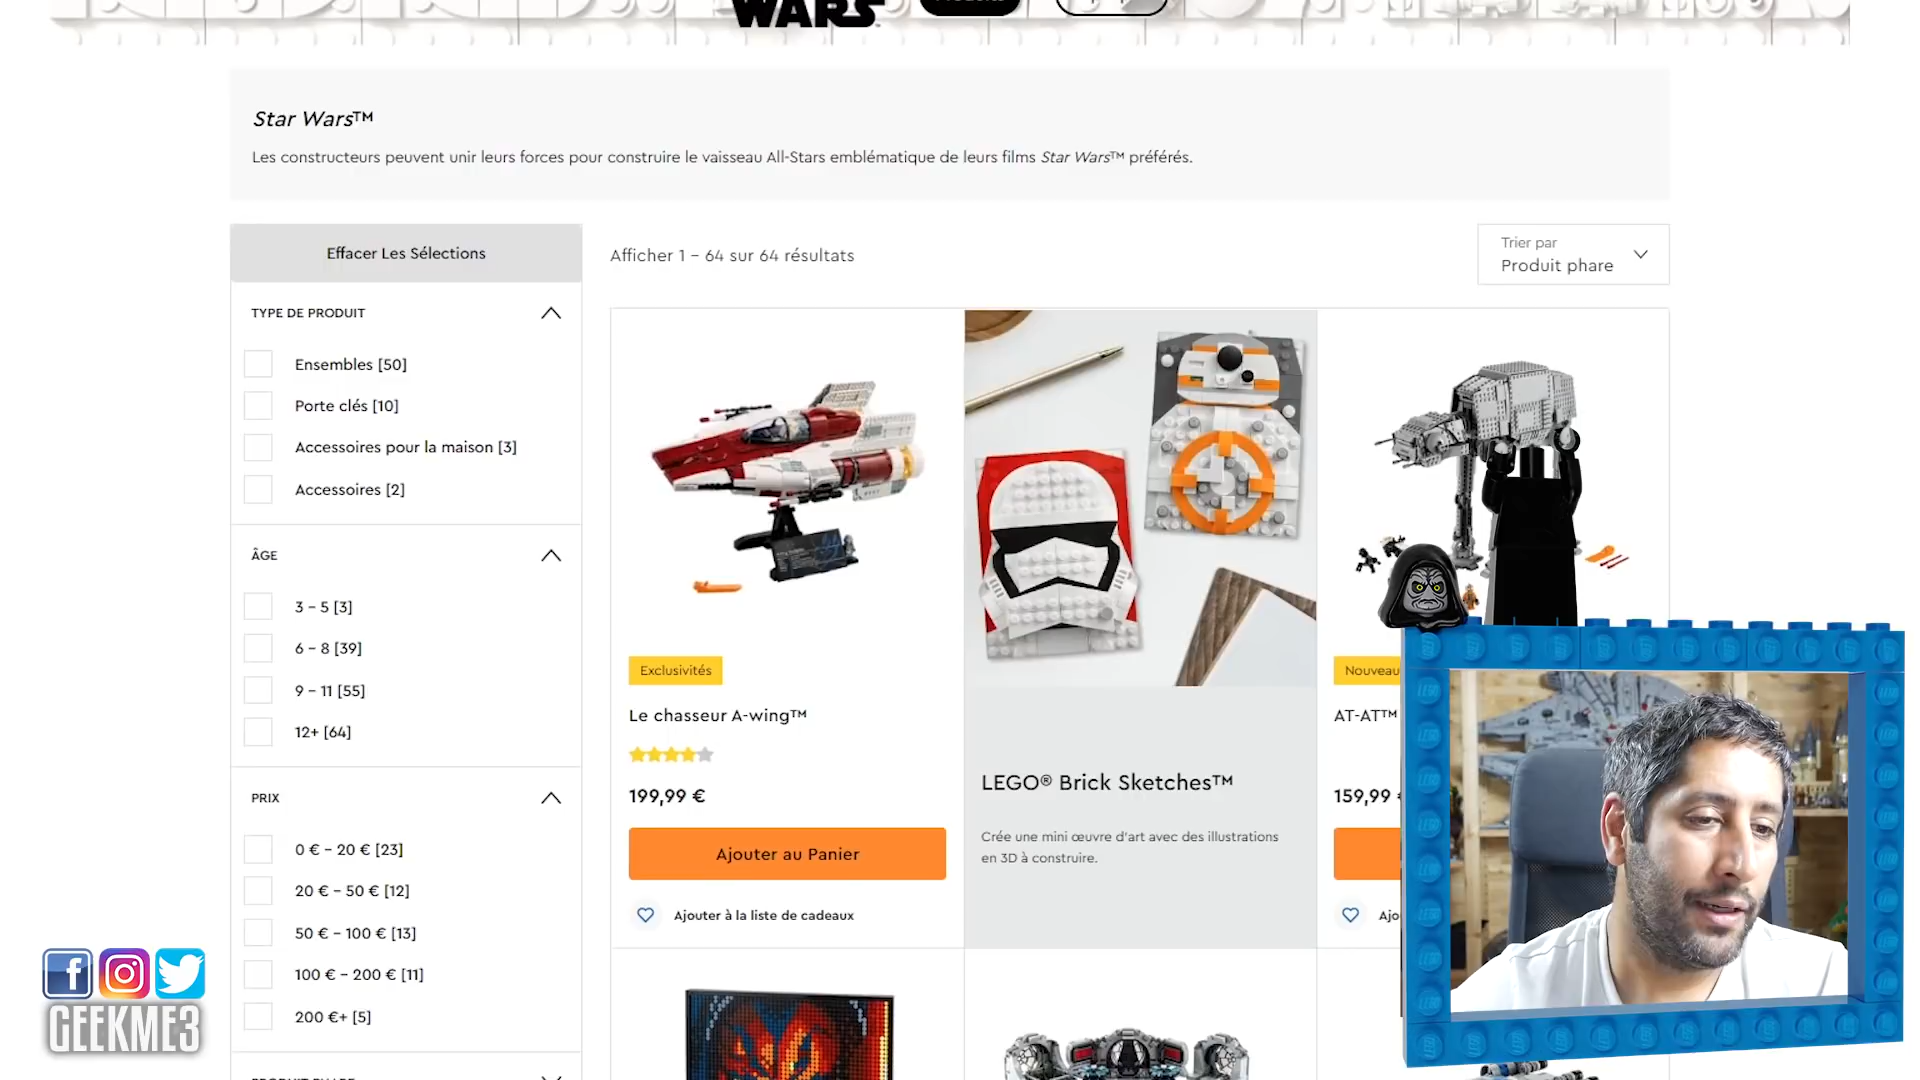 WARS
Star Wars™
Les constructeurs peuvent unir leurs forces pour construire le vaisseau All-Stars emblématique de leurs films Star Wars™ préférés.
Effacer Les Sélections
Afficher 1 – 64 sur 64 résultats
Trier par
Produit phare
TYPE DE PRODUIT
Ensembles [50]
Porte clés [10]
Accessoires pour la maison [3]
Accessoires [2]
ÂGE
3 – 5 [3]
6 – 8 [39]
9 – 11 [55]
12+ [64]
PRIX
0 € – 20 € [23]
20 € – 50 € [12]
50 € – 100 € [13]
100 € – 200 € [11]
200 €+ [5]
Exclusivités
Le chasseur A-wing™
199,99 €
Ajouter au Panier
Ajouter à la liste de cadeaux
LEGO® Brick Sketches™
Crée une mini œuvre d'art avec des illustrations
en 3D à construire.
Nouveau
AT-AT™
159,99 €
Ajo
GEEKME3